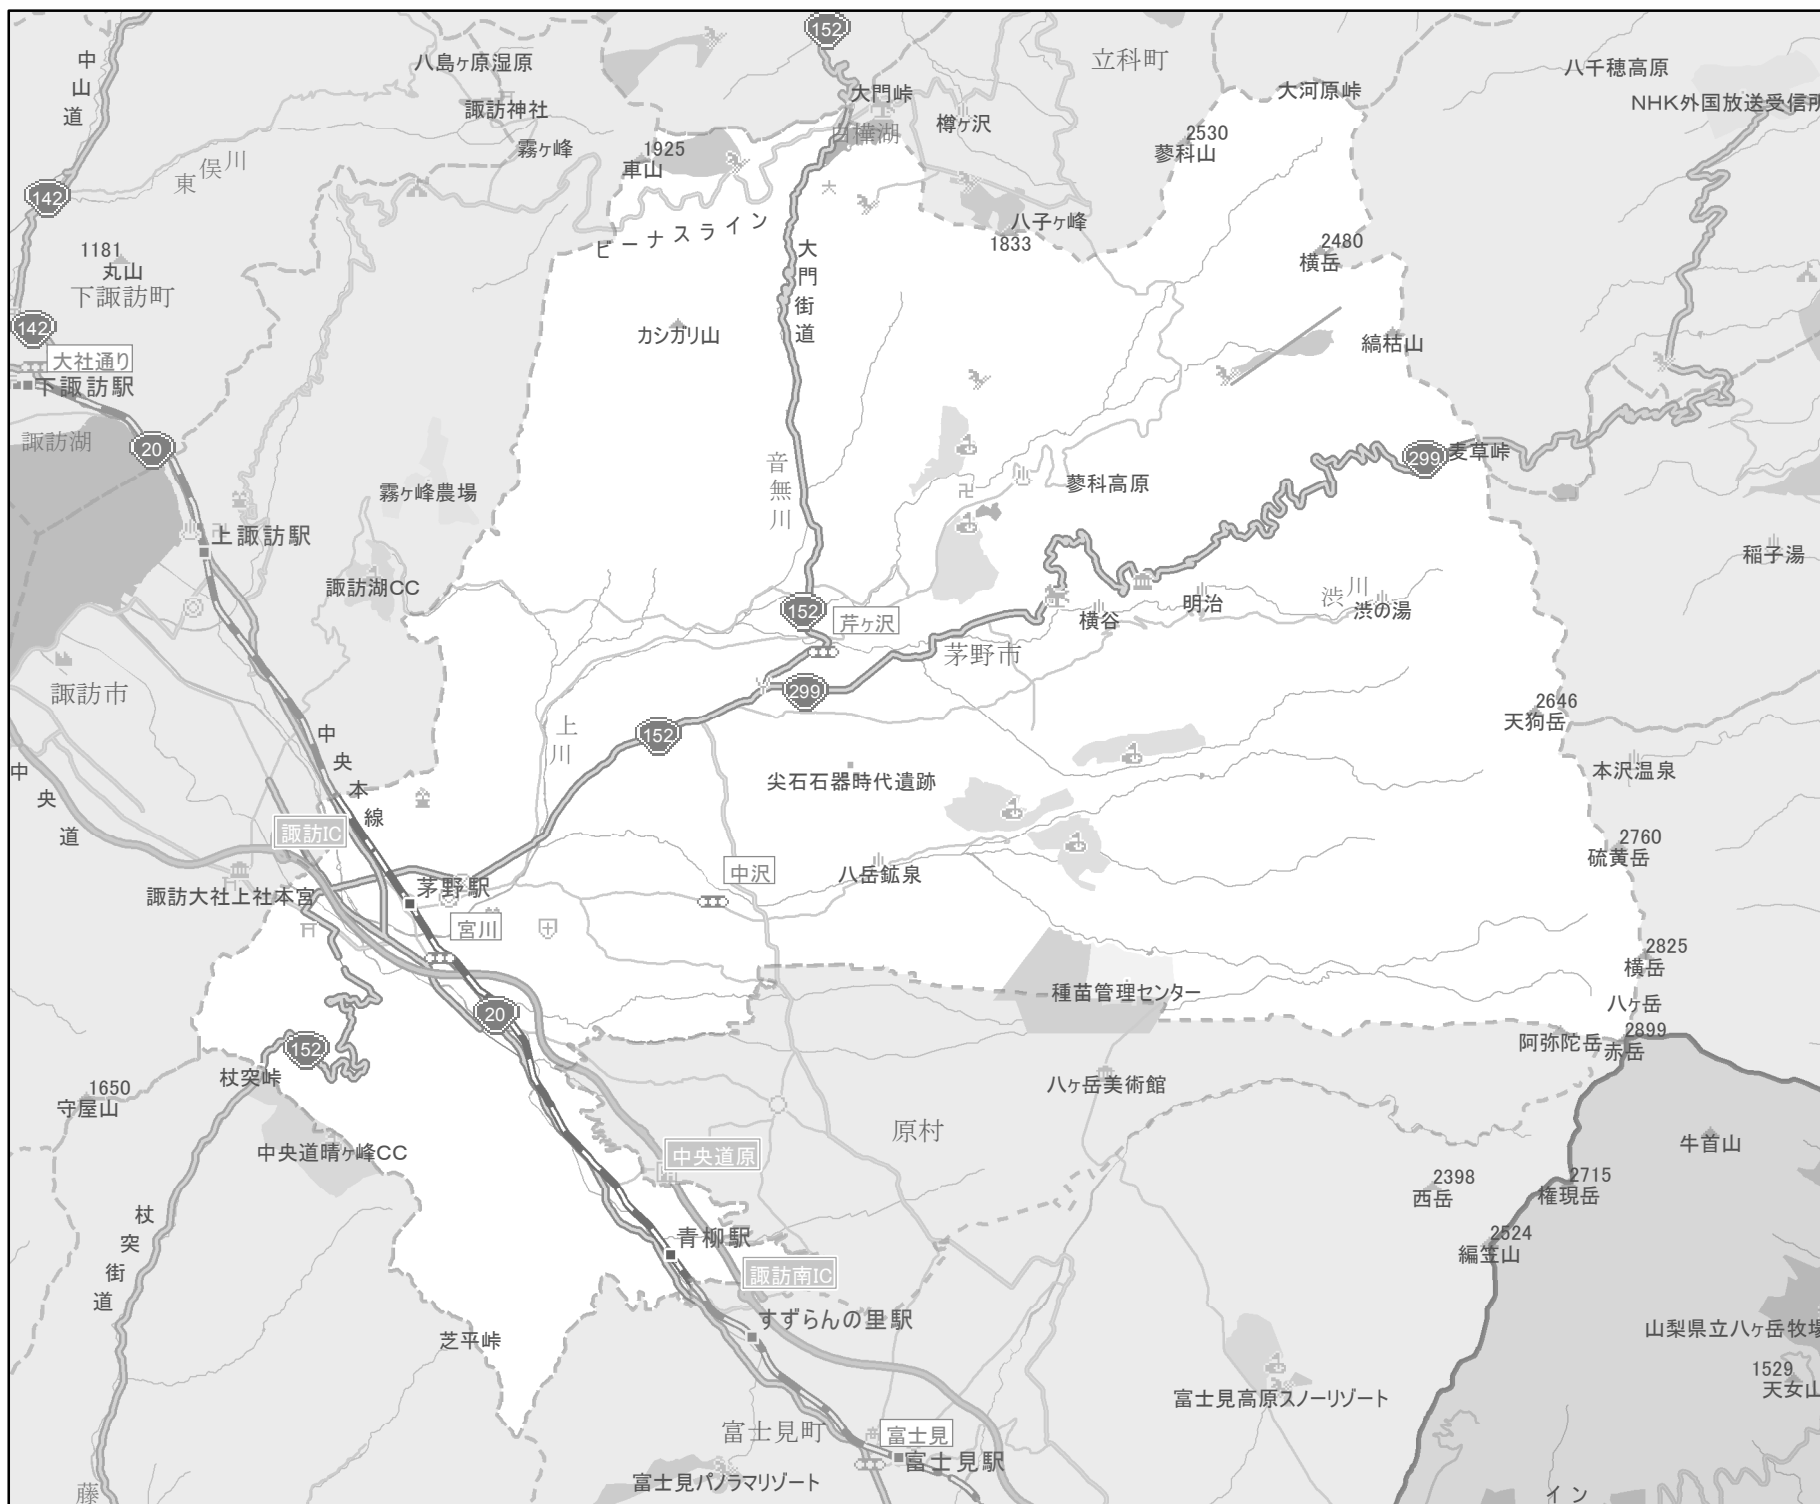 152
中山道
八島ヶ原湿原
立科町
八千穂高原
大門峠
大河原峠
NHK外国放送受信所
諏訪神社
樽ヶ沢
白樺湖
2530
蓼科山
霧ヶ峰
1925
車山
東俣川
142
大
八子ヶ峰
1833
ビーナスライン
2480
横岳
1181
丸山
大門街道
下諏訪町
142
カシガリ山
縞枯山
大社通り
下諏訪駅
諏訪湖
20
299
麦草峠
音無川
霧ヶ峰農場
蓼科高原
上諏訪駅
稲子湯
諏訪湖CC
渋川
152
芹ヶ沢
横谷
明治
渋の湯
茅野市
諏訪市
299
2646
天狗岳
上川
152
中央本線
中央道
尖石石器時代遺跡
本沢温泉
諏訪IC
2760
硫黄岳
中沢
八岳鉱泉
茅野駅
諏訪大社上社本宮
宮川
2825
横岳
種苗管理センター
八ヶ岳
20
2899
阿弥陀岳
赤岳
152
杖突峠
1650
守屋山
八ヶ岳美術館
原村
中央道晴ヶ峰CC
中央道原
牛首山
2398
西岳
2715
権現岳
杖突街道
青柳駅
2524
編笠山
諏訪南IC
すずらんの里駅
芝平峠
山梨県立八ヶ岳牧場
1529
天女山
富士見高原スノーリゾート
富士見町
富士見
富士見駅
富士見パノラマリゾート
藤
イン